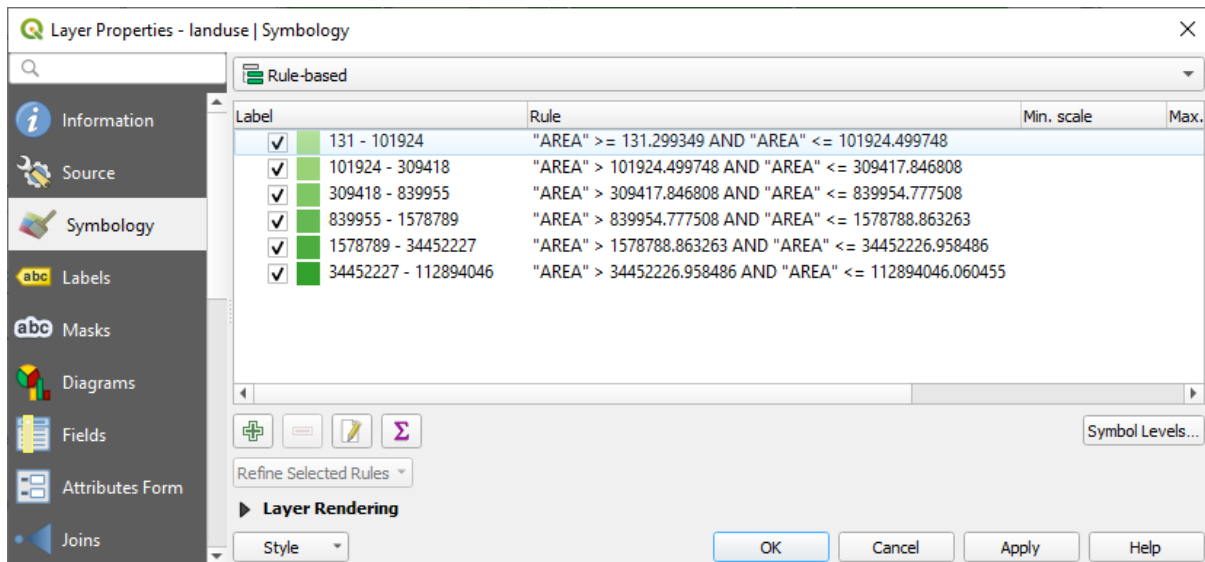 Layer Properties - landuse | Symbology
Rule-based
Information
Source
Symbology
abc Labels
abc Masks
Diagrams
Fields
Attributes Form
Joins
Label Rule Min. scale Max.
131 - 101924 "AREA" >= 131.299349 AND "AREA" <= 101924.499748
101924 - 309418 "AREA" > 101924.499748 AND "AREA" <= 309417.846808
309418 - 839955 "AREA" > 309417.846808 AND "AREA" <= 839954.777508
839955 - 1578789 "AREA" > 839954.777508 AND "AREA" <= 1578788.863263
1578789 - 34452227 "AREA" > 1578788.863263 AND "AREA" <= 34452226.958486
34452227 - 112894046 "AREA" > 34452226.958486 AND "AREA" <= 112894046.060455
Σ
Symbol Levels...
Refine Selected Rules
Layer Rendering
Style OK Cancel Apply Help